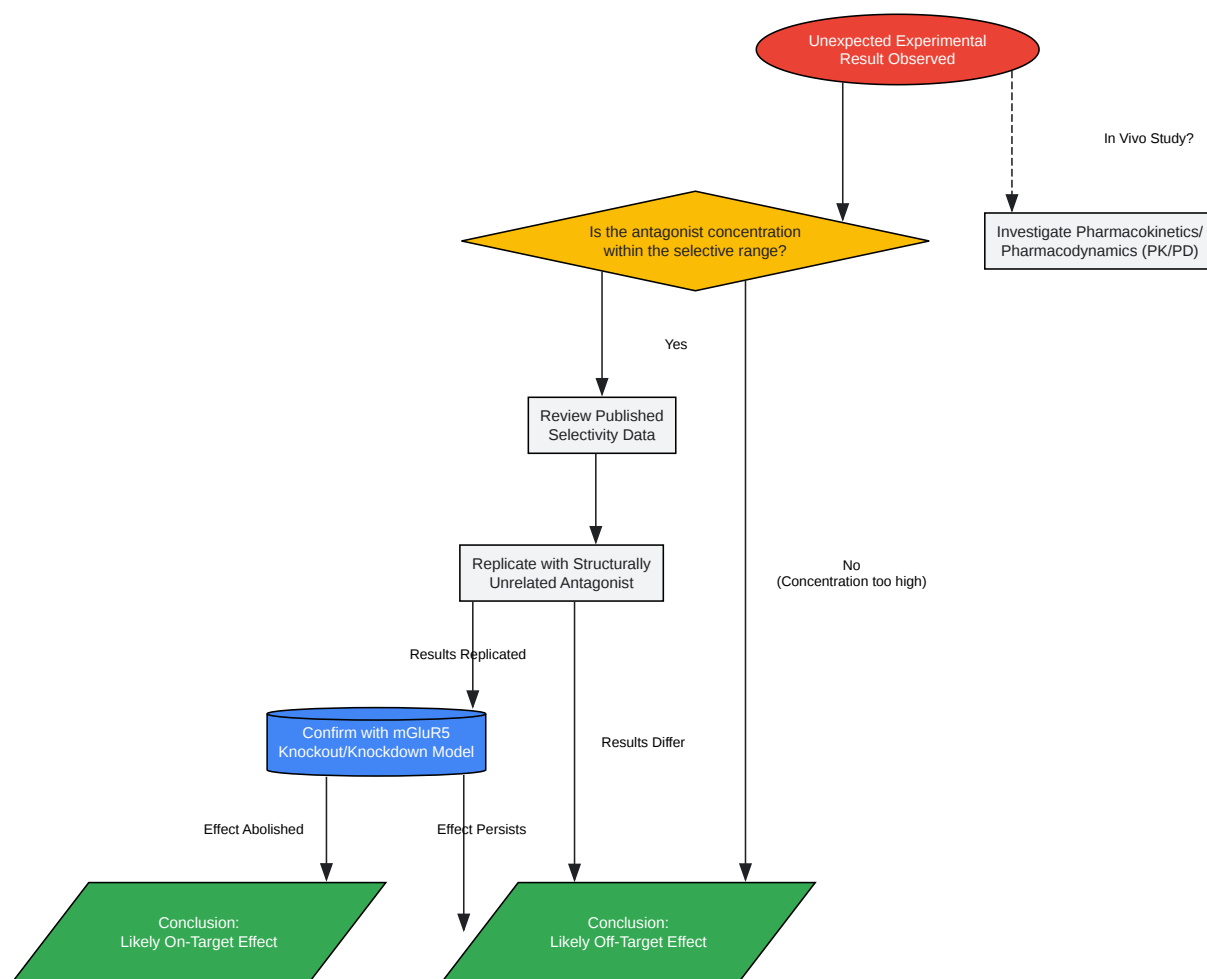 Unexpected Experimental
Result Observed
In Vivo Study?
Is the antagonist concentration
within the selective range?
Investigate Pharmacokinetics/
Pharmacodynamics (PK/PD)
Yes
Review Published
Selectivity Data
Replicate with Structurally
Unrelated Antagonist
No
(Concentration too high)
Results Replicated
Confirm with mGluR5
Knockout/Knockdown Model
Results Differ
Effect Abolished
Effect Persists
Conclusion:
Likely On-Target Effect
Conclusion:
Likely Off-Target Effect